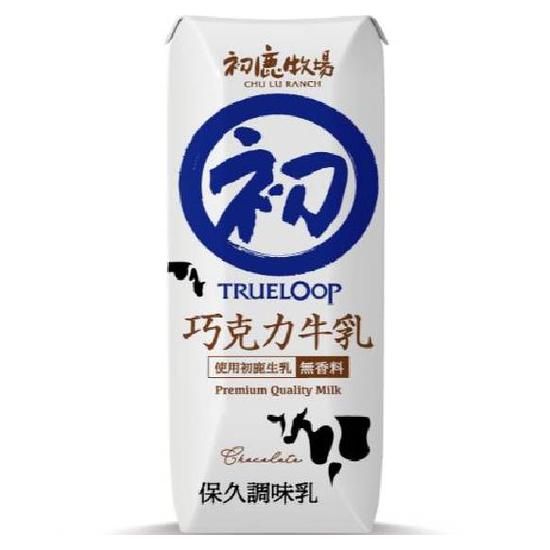 初鹿牧場
CHU LU RANCH
初
TRUELOOP
巧克力牛乳
使用初鹿生乳 無香料
Premium Quality Milk
Chocolate
保久調味乳